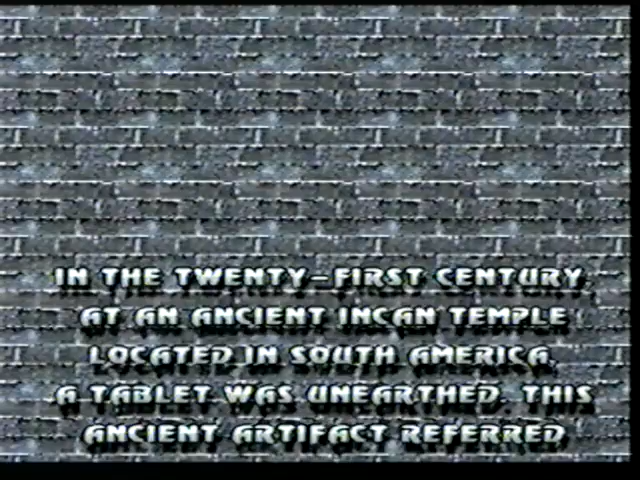 IN THE TWENTY-FIRST CENTURY,
AT AN ANCIENT INCAN TEMPLE
LOCATED IN SOUTH AMERICA,
A TABLET WAS UNEARTHED. THIS
ANCIENT ARTIFACT REFERRED